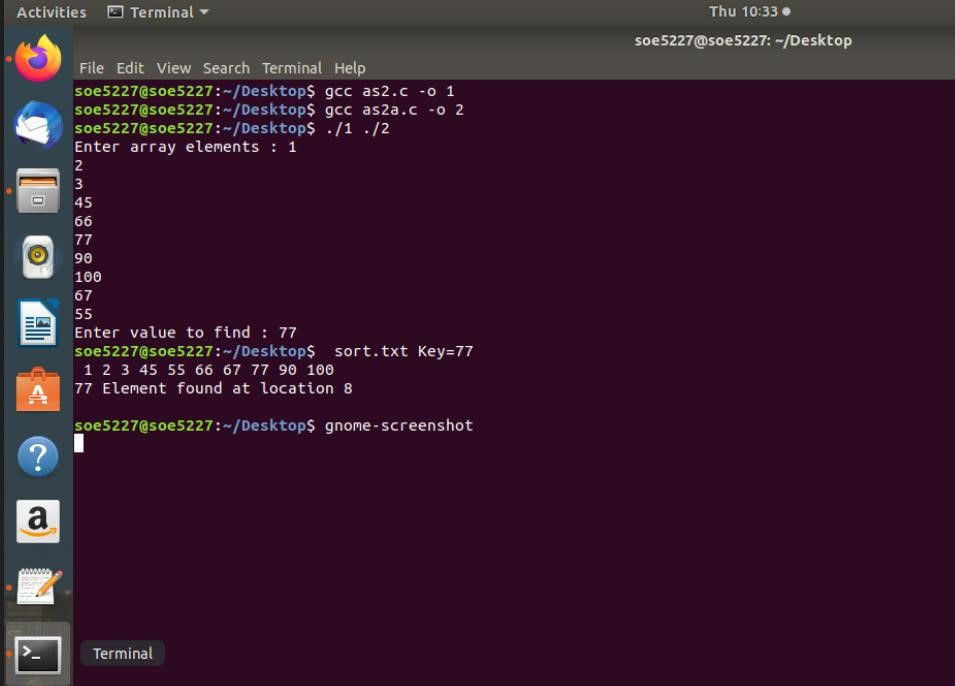 Activities Terminal Thu 10:33
soe5227@soe5227: ~/Desktop
File Edit View Search Terminal Help
soe5227@soe5227:~/Desktop$ gcc as2.c -o 1
soe5227@soe5227:~/Desktop$ gcc as2a.c -o 2
soe5227@soe5227:~/Desktop$ ./1 ./2
Enter array elements : 1
2
3
45
66
77
90
100
67
55
Enter value to find : 77
soe5227@soe5227:~/Desktop$  sort.txt Key=77
 1 2 3 45 55 66 67 77 90 100
77 Element found at location 8
soe5227@soe5227:~/Desktop$ gnome-screenshot
Terminal